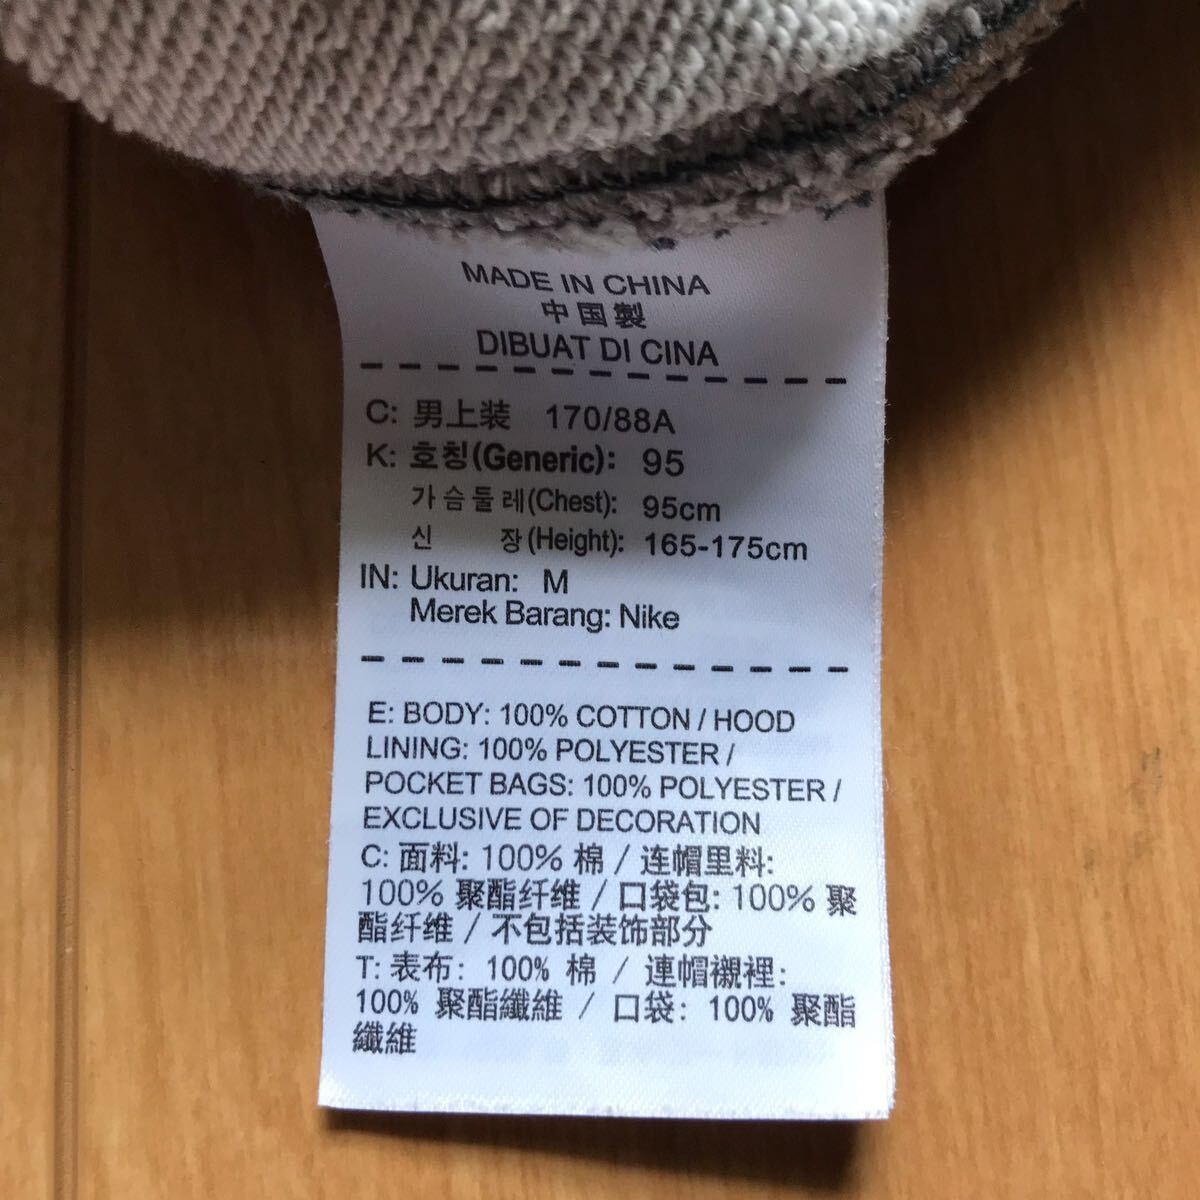 MADE IN CHINA
中国製
DIBUAT DI CINA
C: 男上装 170/88A
K: 호칭(Generic): 95
가슴둘레(Chest): 95cm
신 장(Height): 165-175cm
IN: Ukuran: M
Merek Barang: Nike
E: BODY: 100% COTTON / HOOD
LINING: 100% POLYESTER /
POCKET BAGS: 100% POLYESTER /
EXCLUSIVE OF DECORATION
C: 面料: 100% 棉 / 连帽里料:
100% 聚酯纤维 / 口袋包: 100% 聚
酯纤维 / 不包括装饰部分
T: 表布: 100% 棉 / 連帽襯裡:
100% 聚酯纖維 / 口袋: 100% 聚酯
纖維